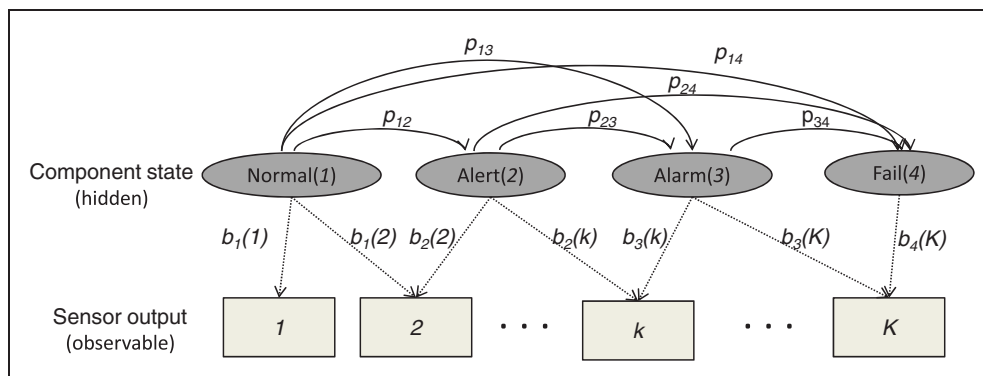 p13
p14
p24
p12
p23
p34
Component state
(hidden)
Normal(1)
Alert(2)
Alarm(3)
Fail(4)
b1(1)
b1(2)
b2(2)
b2(k)
b3(k)
b3(K)
b4(K)
Sensor output
(observable)
1
2
. . .
k
. . .
K